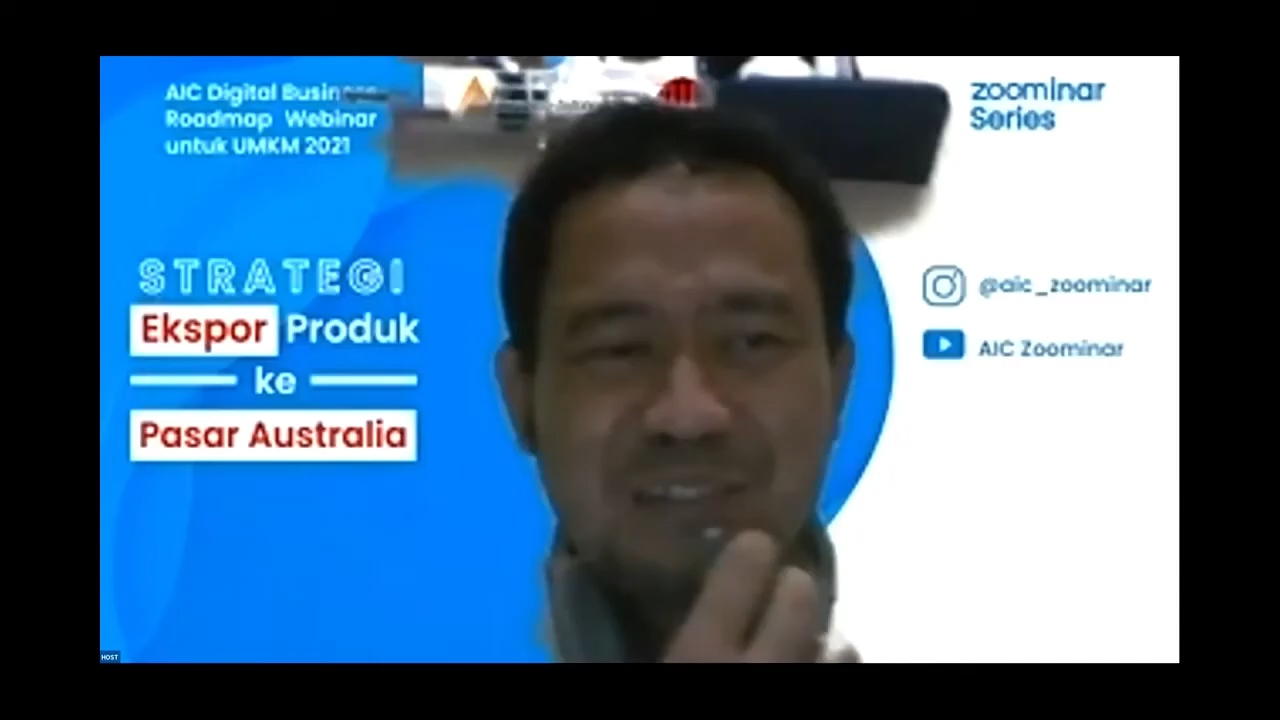 AIC Digital Business
Roadmap Webinar
untuk UMKM 2021
zoominar
Series
STRATEGI
Ekspor Produk
ke
Pasar Australia
@aic_zoominar
AIC Zoominar
HOST